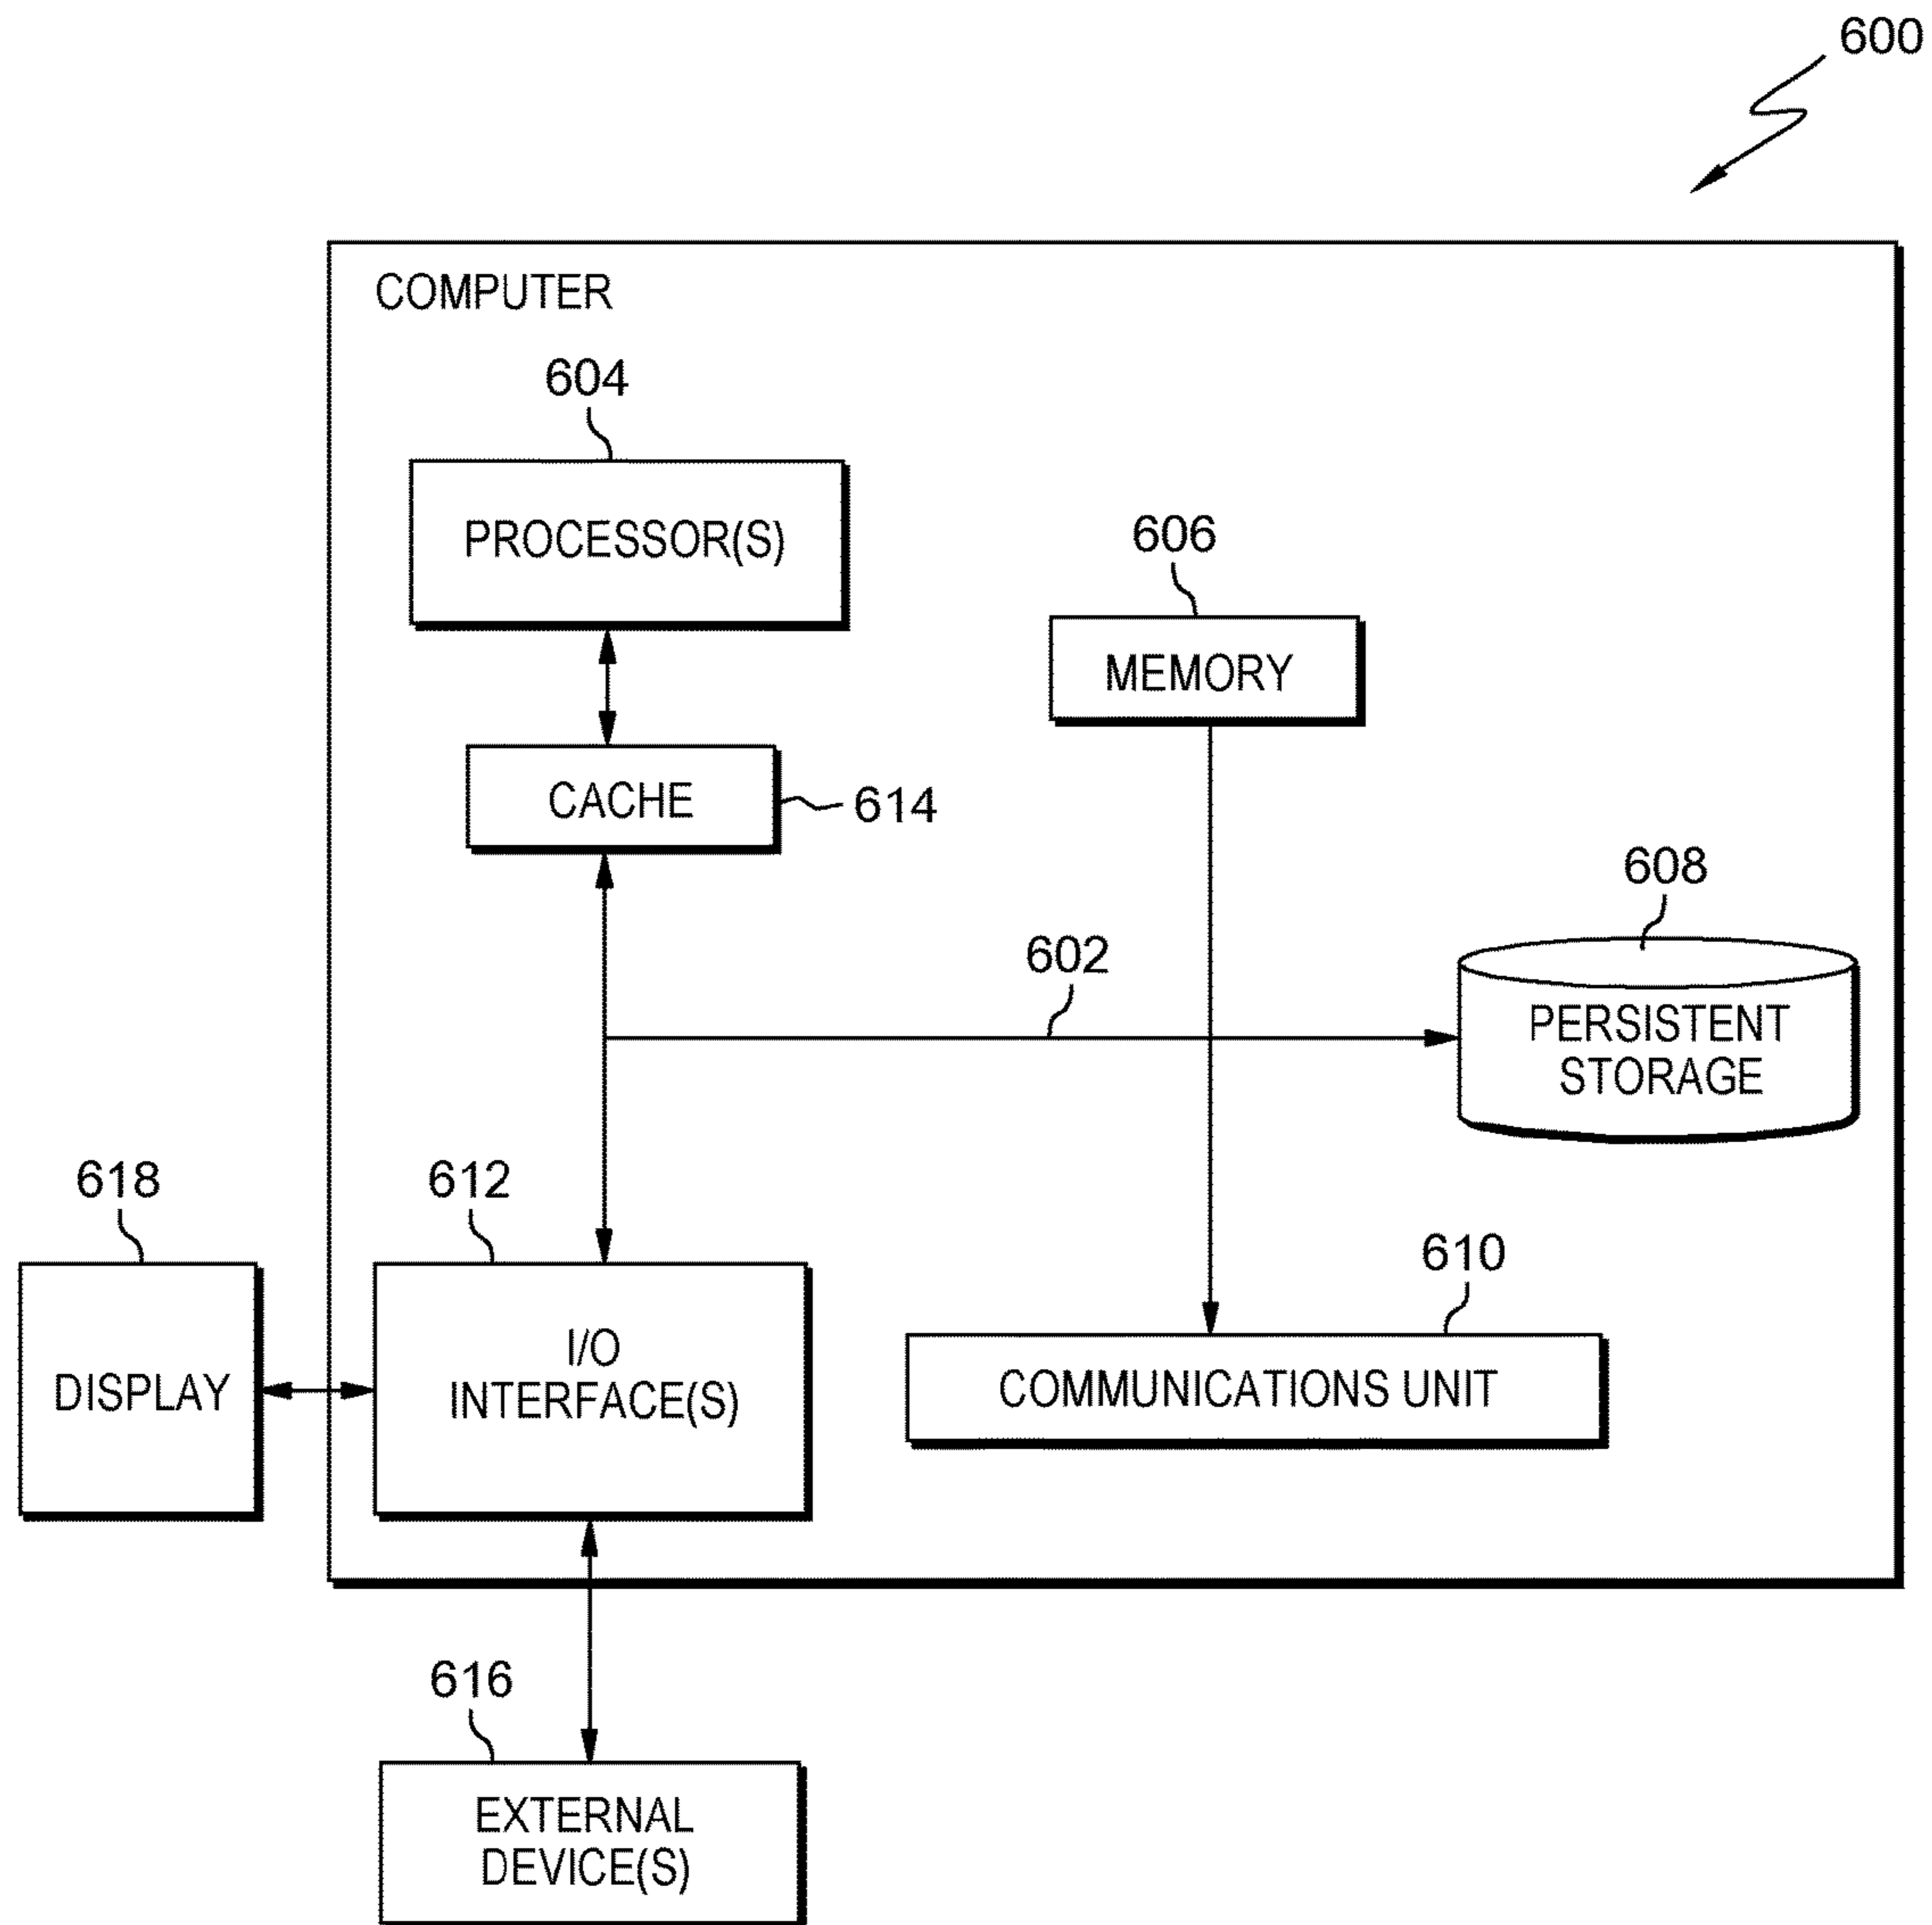 600
COMPUTER
604
PROCESSOR(S)
606
MEMORY
CACHE
614
608
602
PERSISTENT
STORAGE
618
612
610
DISPLAY
I/O
INTERFACE(S)
COMMUNICATIONS UNIT
616
EXTERNAL
DEVICE(S)